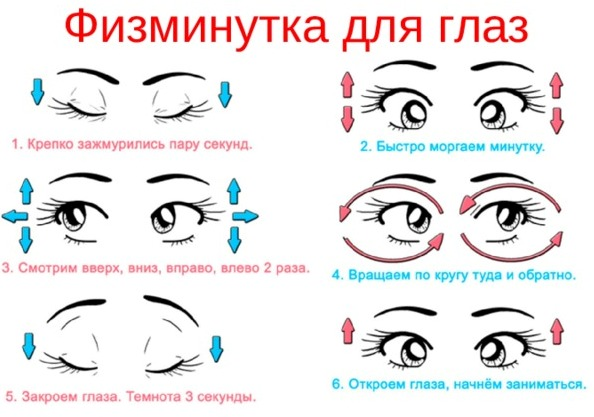 Физминутка для глаз
1. Крепко зажмурились пару секунд.
2. Быстро моргаем минутку.
3. Смотрим вверх, вниз, вправо, влево 2 раза.
4. Вращаем по кругу туда и обратно.
5. Закроем глаза. Темнота 3 секунды.
6. Откроем глаза, начнём заниматься.